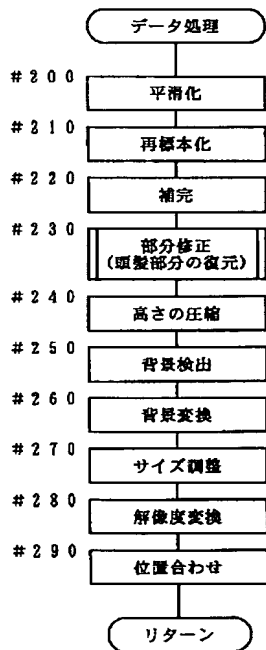 データ処理
#200
平滑化
#210
再標本化
#220
補完
#230
部分修正
(頭髪部分の復元)
#240
高さの圧縮
#250
背景検出
#260
背景変換
#270
サイズ調整
#280
解像度変換
#290
位置合わせ
リターン